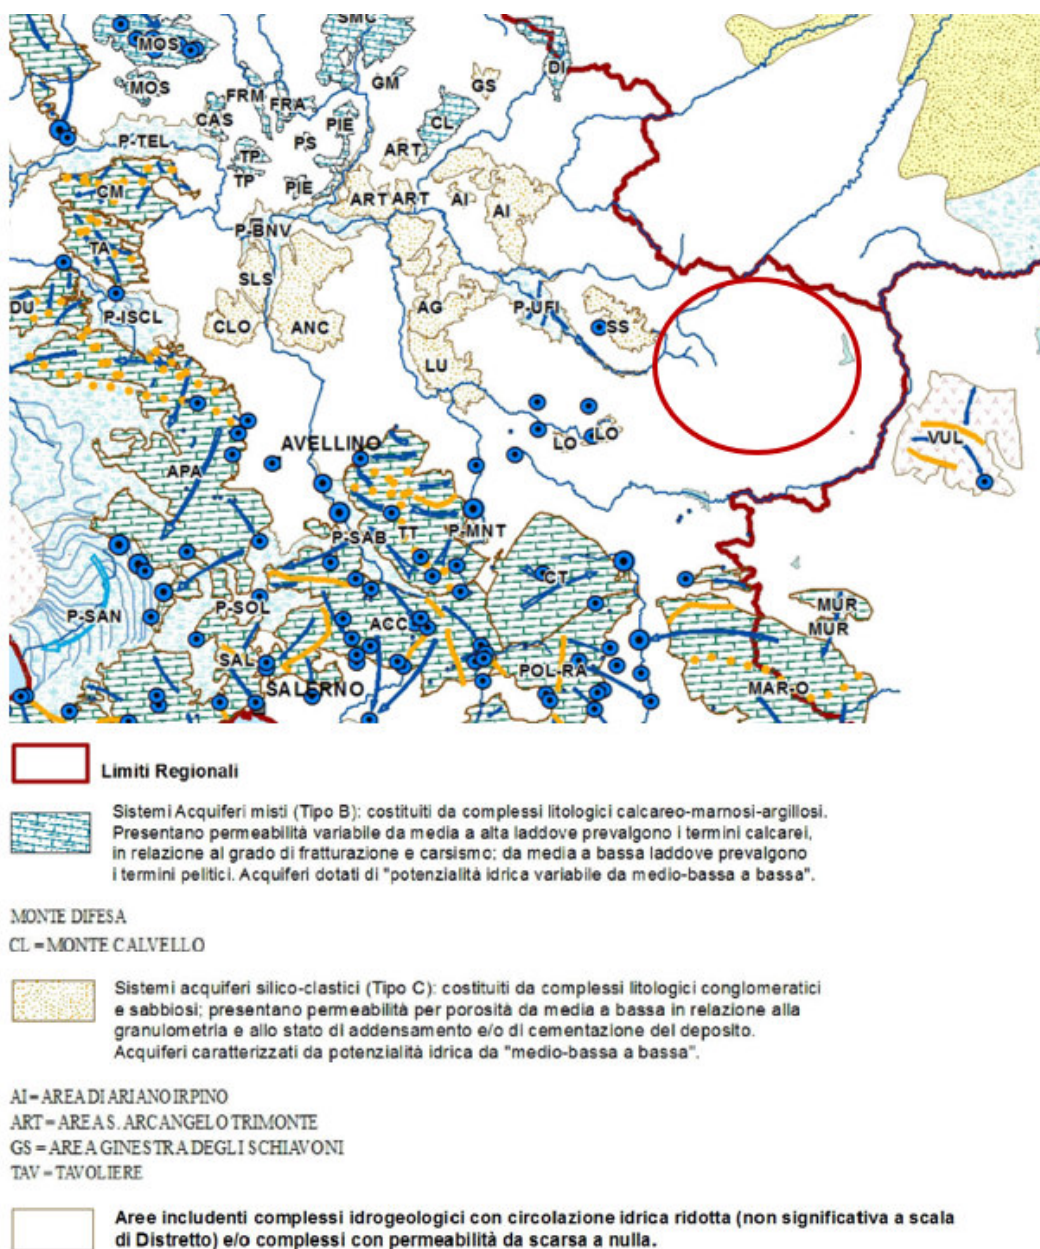 SMC
MOS
DI
MOS
GM
GS
FRM
FRA
CAS
PIE
CL
P-TEL
PS
ART
TP
TP
PIE
CM
ART
ART
AI
AI
P-BNV
TA
SLS
DU
P-ISCL
AG
P-UFI
CLO
ANC
SS
LU
LO
LO
AVELLINO
VUL
APA
P-SAB
TT
P-MNT
CT
P-SAN
P-SOL
ACC
MUR
MUR
SAL
POL-RA
SALERNO
MAR-O
Limiti Regionali
Sistemi Acquiferi misti (Tipo B): costituiti da complessi litologici calcareo-marnosi-argillosi.
Presentano permeabilità variabile da media a alta laddove prevalgono i termini calcarei,
in relazione al grado di fratturazione e carsismo; da media a bassa laddove prevalgono
i termini pelitici. Acquiferi dotati di "potenzialità idrica variabile da medio-bassa a bassa".
MONTE DIFESA
CL = MONTE CALVELLO
Sistemi acquiferi silico-clastici (Tipo C): costituiti da complessi litologici conglomeratici
e sabbiosi; presentano permeabilità per porosità da media a bassa in relazione alla
granulometria e allo stato di addensamento e/o di cementazione del deposito.
Acquiferi caratterizzati da potenzialità idrica da "medio-bassa a bassa".
AI = AREA DI ARIANO IRPINO
ART = AREA S. ARCANGELO TRIMONTE
GS = AREA GINESTRA DEGLI SCHIAVONI
TAV = TAVOLIERE
Aree includenti complessi idrogeologici con circolazione idrica ridotta (non significativa a scala
di Distretto) e/o complessi con permeabilità da scarsa a nulla.